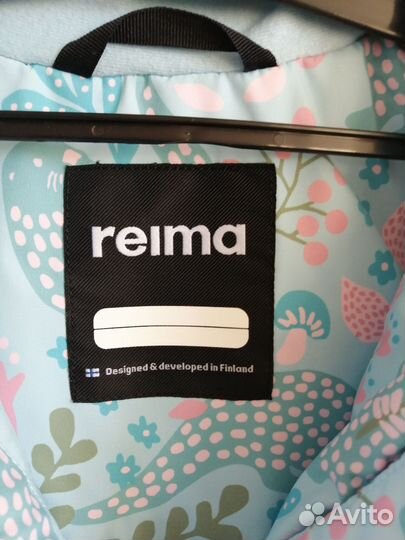 reima
Designed & developed in Finland
Avito